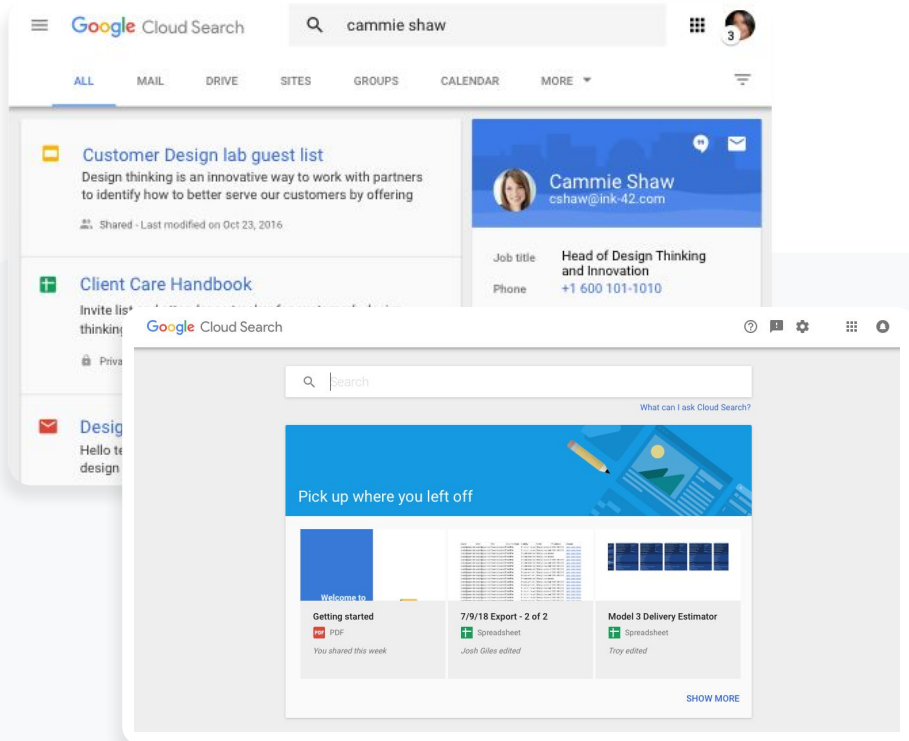 Google Cloud Search
cammie shaw
3
ALL MAIL DRIVE SITES GROUPS CALENDAR MORE
Customer Design lab guest list
Design thinking is an innovative way to work with partners
to identify how to better serve our customers by offering
Shared - Last modified on Oct 23, 2016
Client Care Handbook
Invite list
thinking
Priva
Desig
Hello te
design
Cammie Shaw
cshaw@ink-42.com
Job title Head of Design Thinking
and Innovation
Phone +1 600 101-1010
Google Cloud Search
Search
What can I ask Cloud Search?
Pick up where you left off
Welcome to
Getting started
PDF PDF
You shared this week
7/9/18 Export - 2 of 2
Spreadsheet
Josh Giles edited
Model 3 Delivery Estimator
Spreadsheet
Troy edited
SHOW MORE